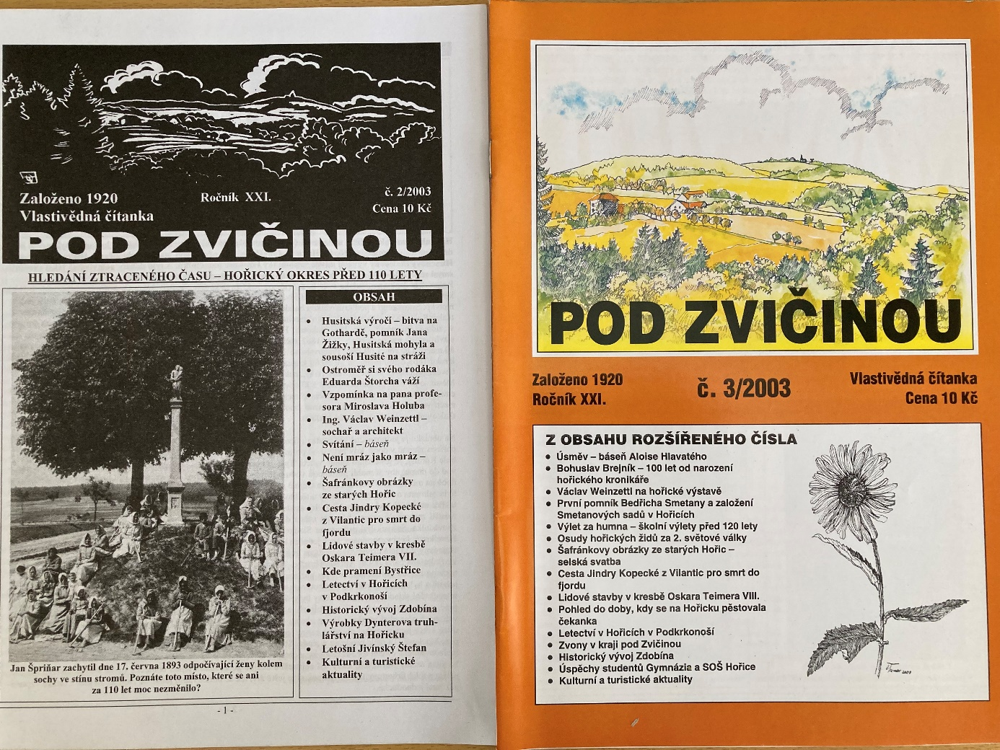 Založeno 1920
Ročník XXI.
č. 2/2003
Vlastivědná čítanka
Cena 10 Kč
POD ZVIČINOU
HLEDÁNÍ ZTRACENÉHO ČASU – HOŘICKÝ OKRES PŘED 110 LETY
OBSAH
• Husitská výročí – bitva na
Gothardě, pomník Jana
Žižky, Husitská mohyla a
sousoší Husité na stráži
• Ostroměř si svého rodáka
Eduarda Štorcha váží
• Vzpomínka na pana profe-
sora Miroslava Holuba
• Ing. Václav Weinzettl –
sochař a architekt
• Svítání – báseň
• Není mráz jako mráz –
báseň
• Šafránkovy obrázky
ze starých Hořic
• Cesta Jindry Kopecké
z Vilantic pro smrt do
fjordu
• Lidové stavby v kresbě
Oskara Teimera VII.
• Kde pramení Bystřice
• Letectví v Hořicích
v Podkrkonoší
• Historický vývoj Zdobína
• Výrobky Dynterova truh-
lářství na Hořicku
• Letošní Jivínský Štefan
• Kulturní a turistické
aktuality
Jan Špriňar zachytil dne 17. června 1893 odpočívající ženy kolem
sochy ve stínu stromů. Poznáte toto místo, které se ani
za 110 let moc nezměnilo?
- 1 -
POD ZVIČINOU
Založeno 1920
Ročník XXI.
č. 3/2003
Vlastivědná čítanka
Cena 10 Kč
Z OBSAHU ROZŠÍŘENÉHO ČÍSLA
• Úsměv – báseň Aloise Hlavatého
• Bohuslav Brejník – 100 let od narození
hořického kronikáře
• Václav Weinzettl na hořické výstavě
• První pomník Bedřicha Smetany a založení
Smetanových sadů v Hořicích
• Výlet za humna – školní výlety před 120 lety
• Osudy hořických židů za 2. světové války
• Šafránkovy obrázky ze starých Hořic –
selská svatba
• Cesta Jindry Kopecké z Vilantic pro smrt do
fjordu
• Lidové stavby v kresbě Oskara Teimera VIII.
• Pohled do doby, kdy se na Hořicku pěstovala
čekanka
• Letectví v Hořicích v Podkrkonoší
• Zvony v kraji pod Zvičinou
• Historický vývoj Zdobína
• Úspěchy studentů Gymnázia a SOŠ Hořice
• Kulturní a turistické aktuality